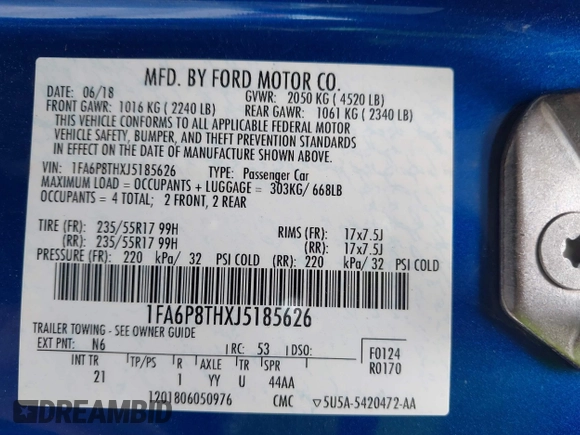 MFD. BY FORD MOTOR CO.
DATE: 06/18 GVWR: 2050 KG ( 4520 LB)
FRONT GAWR: 1016 KG ( 2240 LB) REAR GAWR: 1061 KG ( 2340 LB)
THIS VEHICLE CONFORMS TO ALL APPLICABLE FEDERAL MOTOR
VEHICLE SAFETY, BUMPER, AND THEFT PREVENTION STANDARDS
IN EFFECT ON THE DATE OF MANUFACTURE SHOWN ABOVE.
VIN: 1FA6P8THXJ5185626 TYPE: Passenger Car
MAXIMUM LOAD = OCCUPANTS + LUGGAGE = 303KG/ 668LB
OCCUPANTS = 4 TOTAL; 2 FRONT, 2 REAR
TIRE (FR): 235/55R17 99H RIMS (FR): 17x7.5J
(RR): 235/55R17 99H (RR): 17x7.5J
PRESSURE (FR): 220 kPa/ 32 PSI COLD (RR): 220 kPa/ 32 PSI COLD
1FA6P8THXJ5185626
TRAILER TOWING - SEE OWNER GUIDE
EXT PNT: N6 RC: 53 DSO: F0124
INT TR TP/PS R AXLE TR SPR R0170
21 1 YY U 44AA
1201806050976 CMC ▽5U5A-5420472-AA
DREAMBID